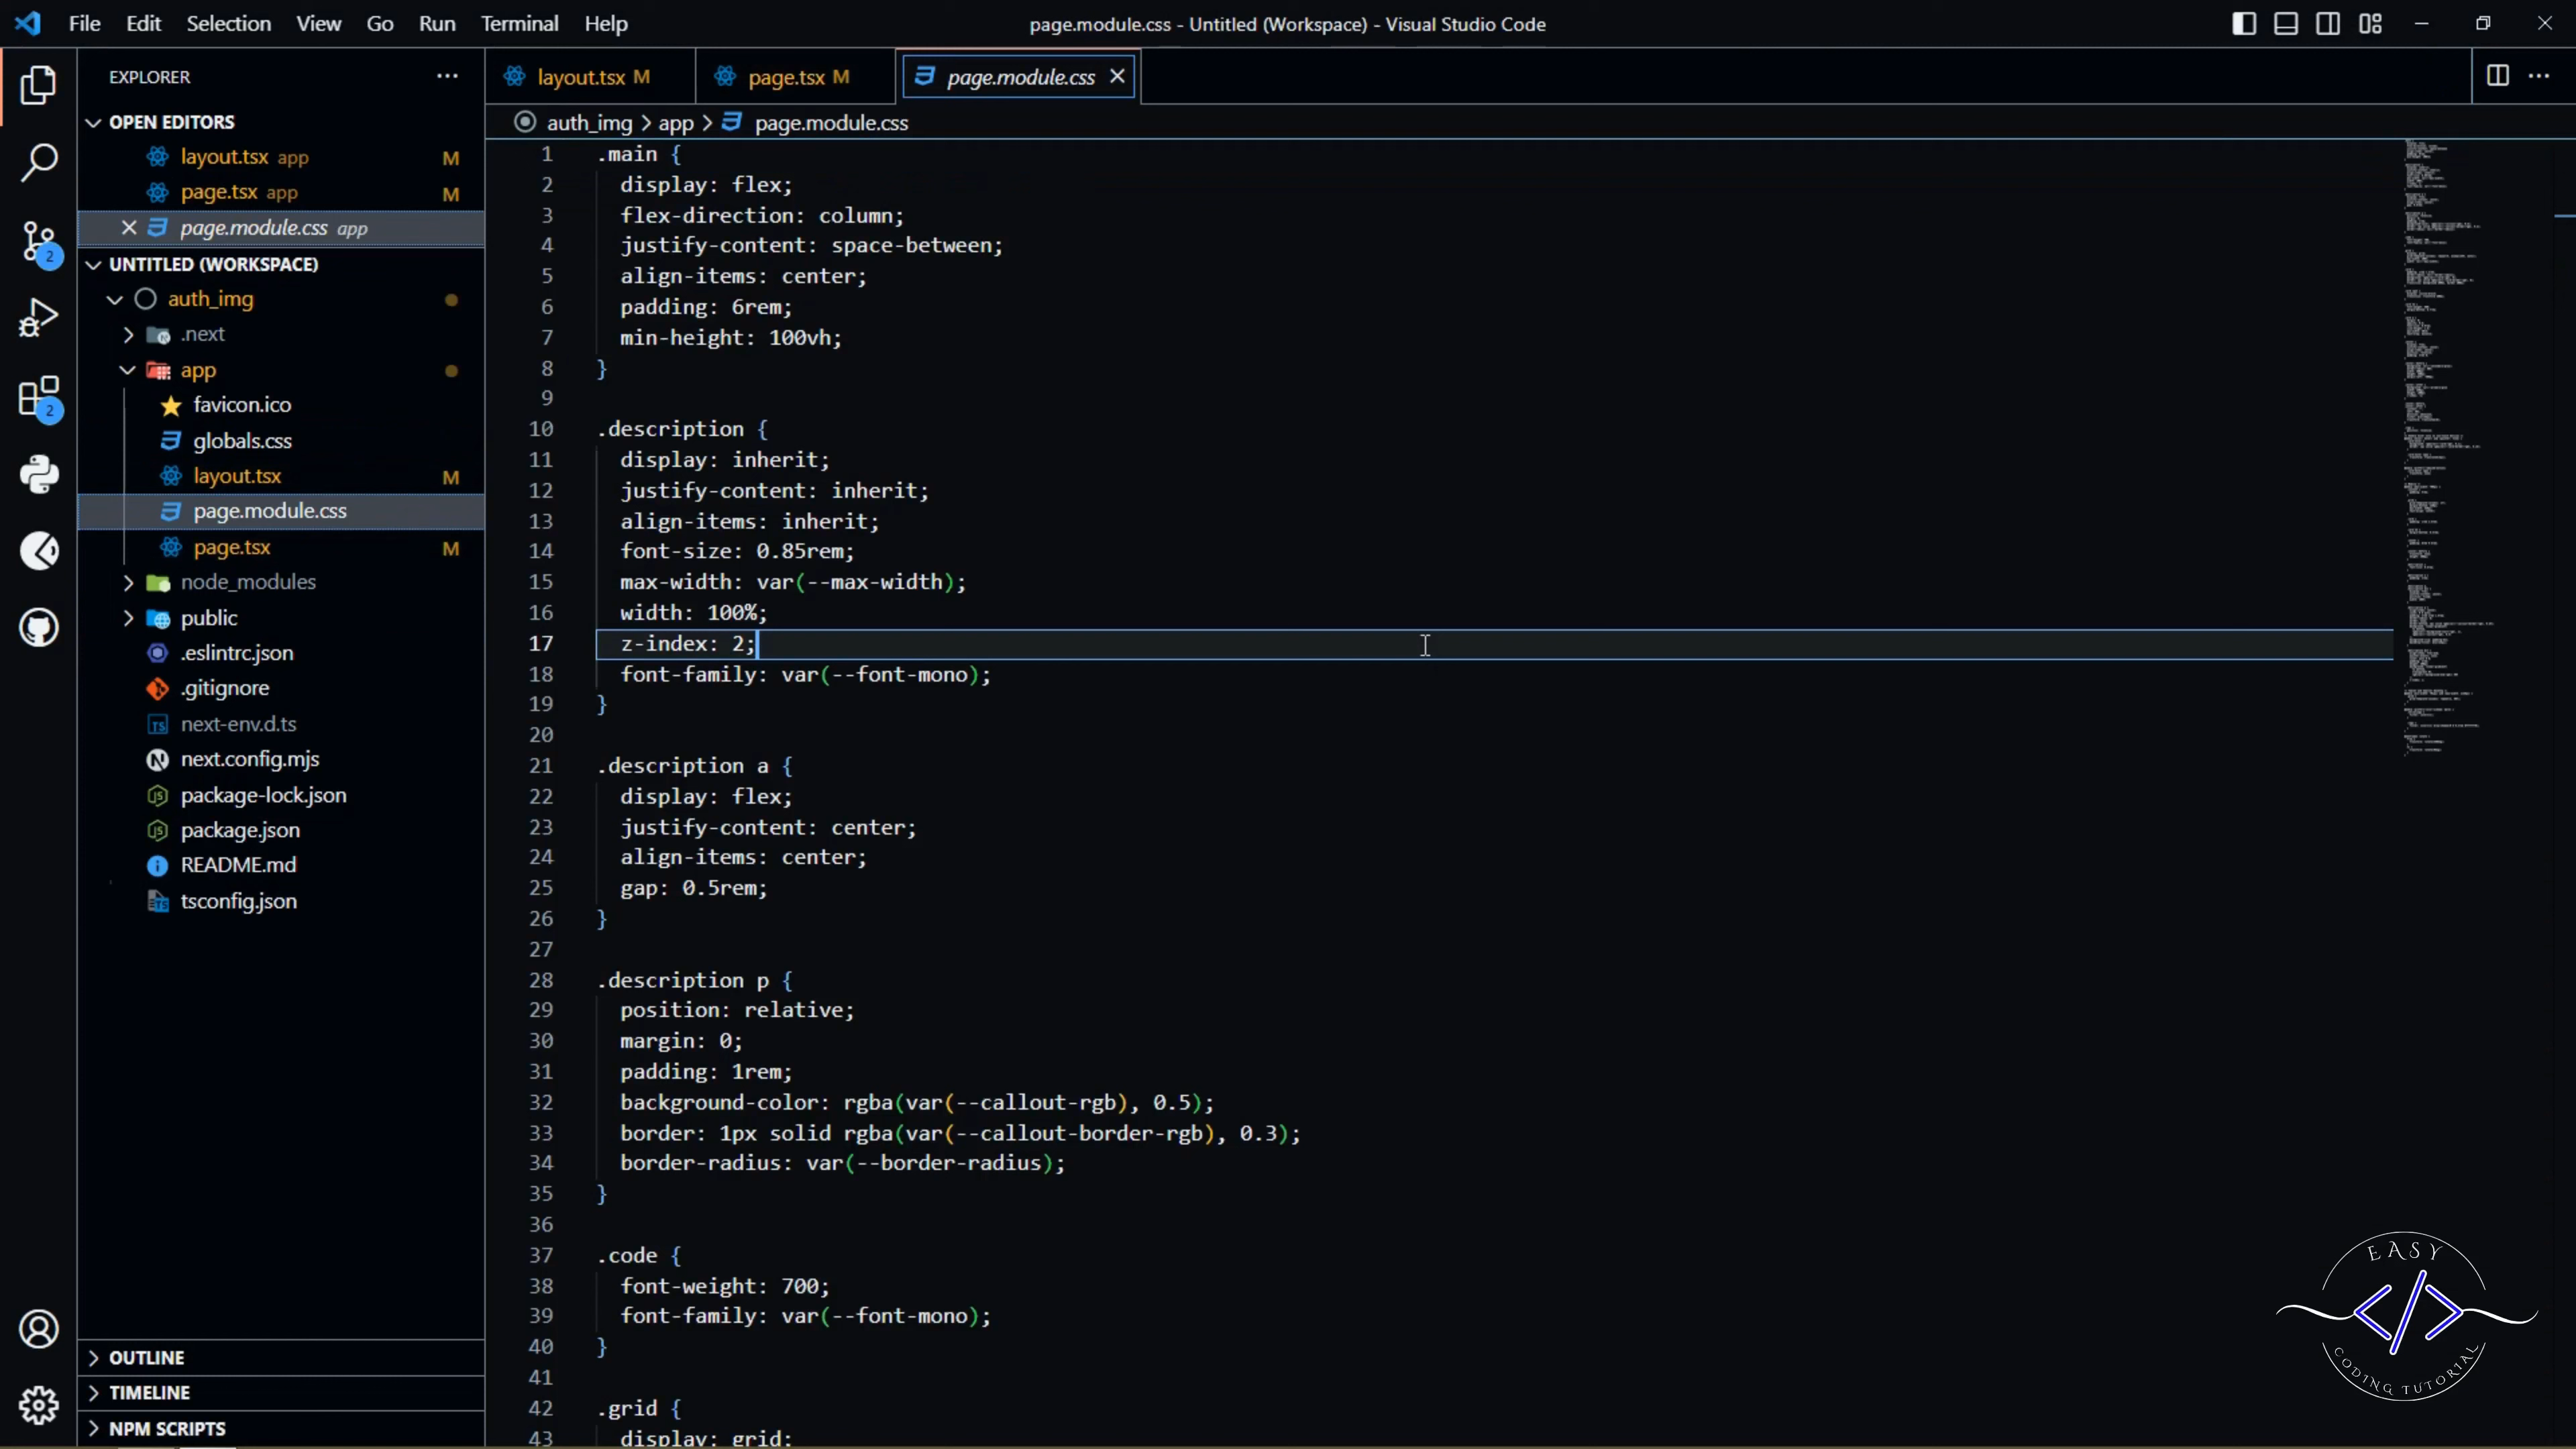 File Edit Selection View Go Run Terminal Help
page.module.css - Untitled (Workspace) - Visual Studio Code
EXPLORER
OPEN EDITORS
layout.tsx app M
page.tsx app M
page.module.css app
UNTITLED (WORKSPACE)
auth_img
.next
app
favicon.ico
globals.css
layout.tsx M
page.module.css
page.tsx M
node_modules
public
.eslintrc.json
.gitignore
next-env.d.ts
next.config.mjs
package-lock.json
package.json
README.md
tsconfig.json
OUTLINE
TIMELINE
NPM SCRIPTS
2
2
layout.tsx M
page.tsx M
page.module.css
auth_img > app > page.module.css
1 .main {
2 display: flex;
3 flex-direction: column;
4 justify-content: space-between;
5 align-items: center;
6 padding: 6rem;
7 min-height: 100vh;
8 }
9
10 .description {
11 display: inherit;
12 justify-content: inherit;
13 align-items: inherit;
14 font-size: 0.85rem;
15 max-width: var(--max-width);
16 width: 100%;
17 z-index: 2;
18 font-family: var(--font-mono);
19 }
20
21 .description a {
22 display: flex;
23 justify-content: center;
24 align-items: center;
25 gap: 0.5rem;
26 }
27
28 .description p {
29 position: relative;
30 margin: 0;
31 padding: 1rem;
32 background-color: rgba(var(--callout-rgb), 0.5);
33 border: 1px solid rgba(var(--callout-border-rgb), 0.3);
34 border-radius: var(--border-radius);
35 }
36
37 .code {
38 font-weight: 700;
39 font-family: var(--font-mono);
40 }
41
42 .grid {
43 display: grid;
EASY
</>
CODING TUTORIAL